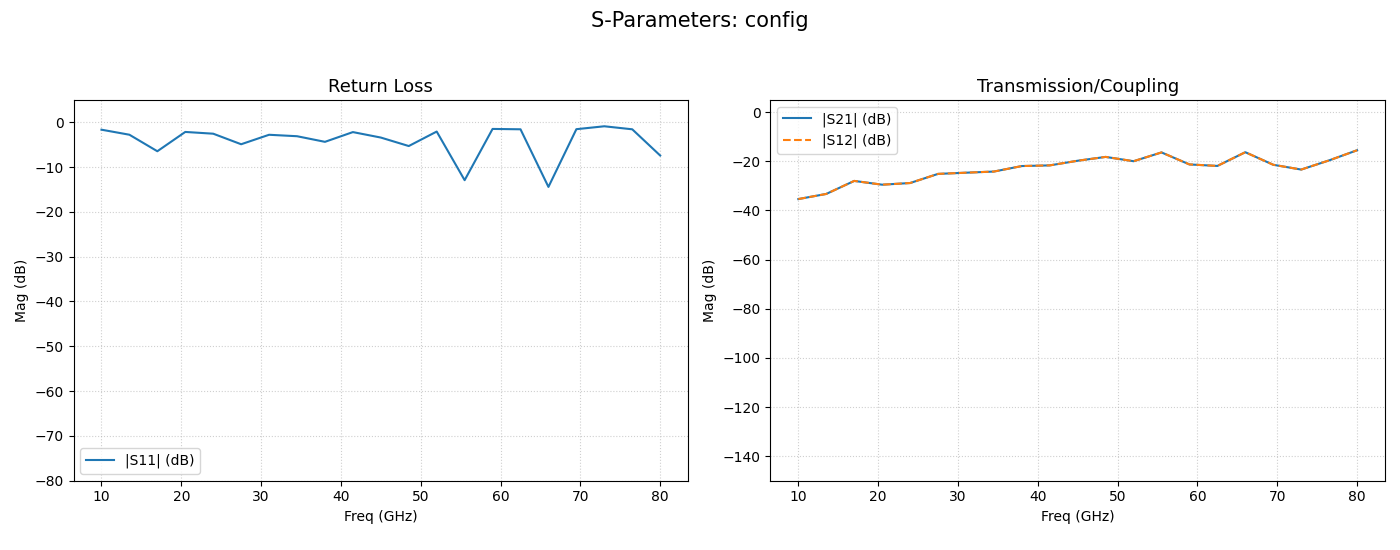 S-Parameters: config
Return Loss
0
−10
−20
−30
−40
−50
−60
−70
−80
Mag (dB)
|S11| (dB)
10 20 30 40 50 60 70 80
Freq (GHz)
Transmission/Coupling
|S21| (dB)
|S12| (dB)
0
−20
−40
−60
−80
−100
−120
−140
Mag (dB)
10 20 30 40 50 60 70 80
Freq (GHz)